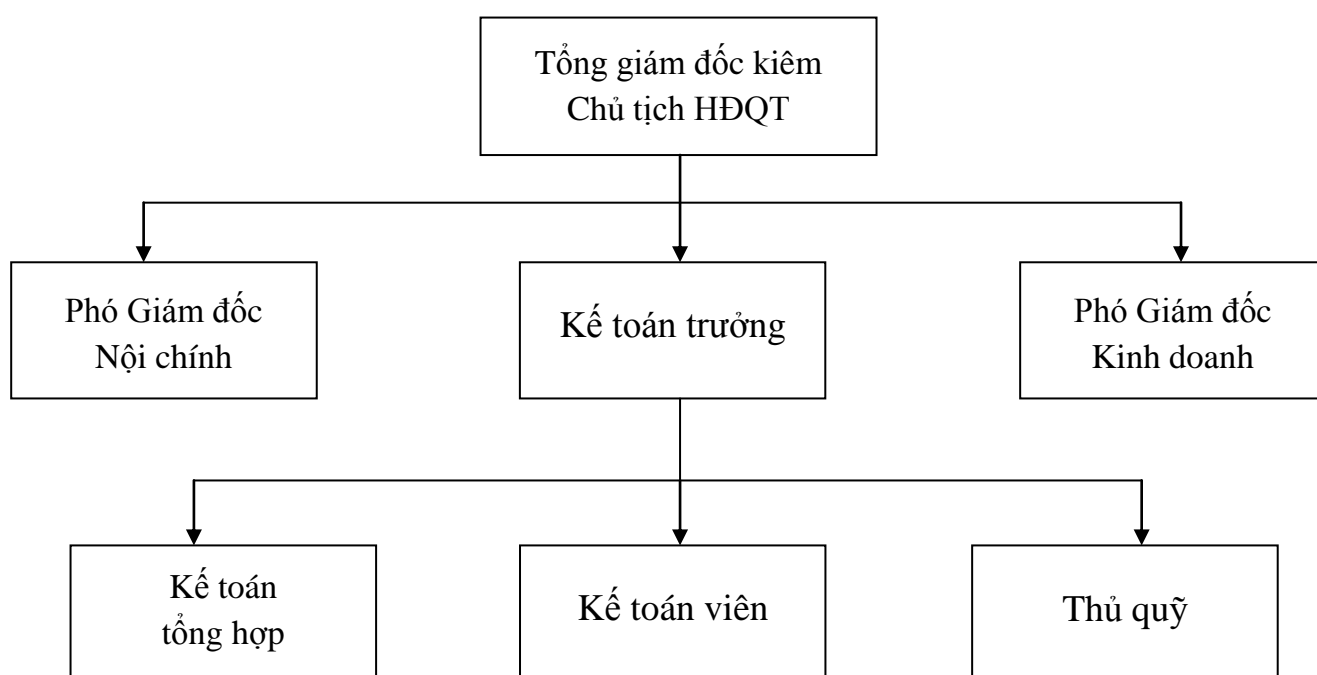 Tổng giám đốc kiêm
Chủ tịch HĐQT
Phó Giám đốc
Nội chính
Kế toán trưởng
Phó Giám đốc
Kinh doanh
Kế toán
tổng hợp
Kế toán viên
Thủ quỹ